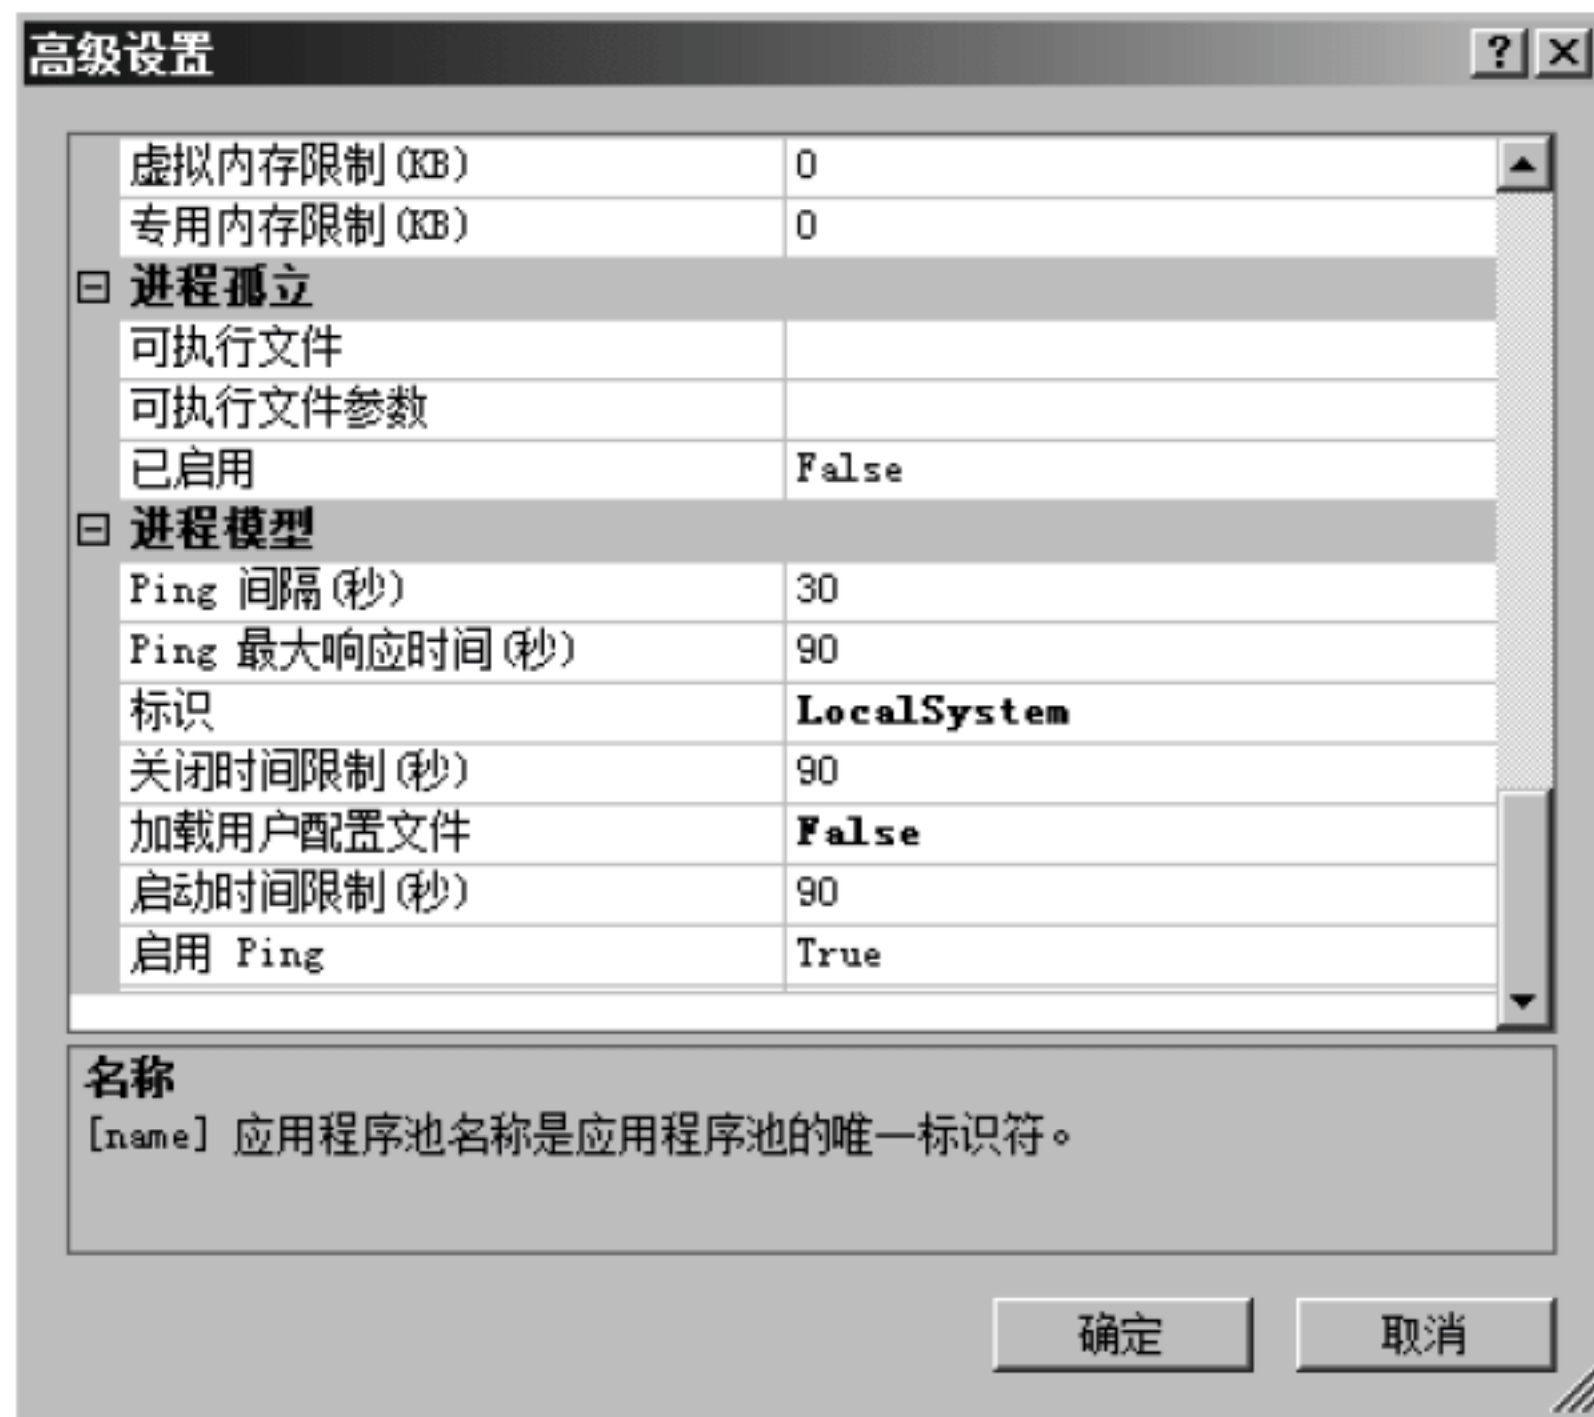 高级设置
虚拟内存限制(KB) 0
专用内存限制(KB) 0
进程孤立
可执行文件
可执行文件参数
已启用 False
进程模型
Ping 间隔(秒) 30
Ping 最大响应时间(秒) 90
标识 LocalSystem
关闭时间限制(秒) 90
加载用户配置文件 False
启动时间限制(秒) 90
启用 Ping True
名称
[name] 应用程序池名称是应用程序池的唯一标识符。
确定 取消